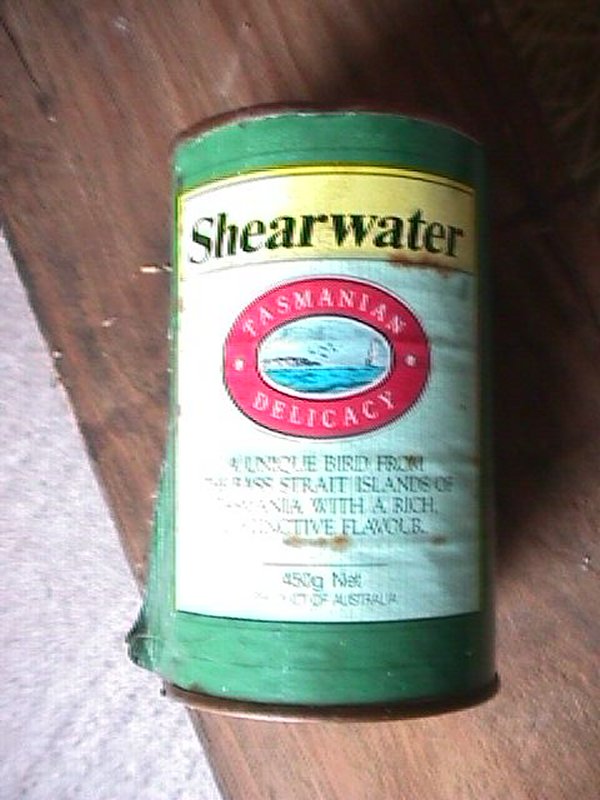 Shearwater
TASMANIAN
DELICACY
A UNIQUE BIRD FROM
BASS STRAIT ISLANDS OF
WITH A RICH,
FLAVOUR.
450g Net
OF AUSTRALIA